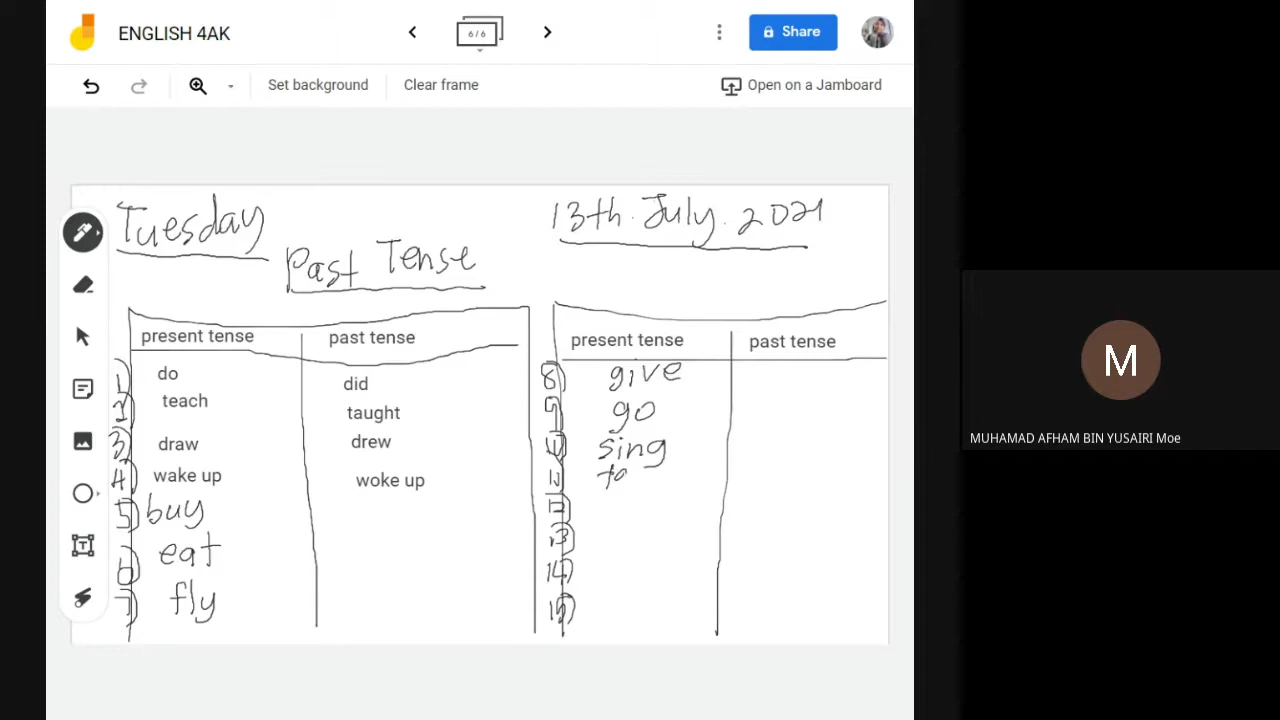 ENGLISH 4AK
6/6
Share
Set background
Clear frame
Open on a Jamboard
Tuesday
13th July 2021
Past Tense
present tense
past tense
1) do
did
2) teach
taught
3) draw
drew
4) wake up
woke up
5) buy
6) eat
7) fly
present tense
past tense
8) give
9) go
sing
12)
13)
14)
15)
M
MUHAMAD AFHAM BIN YUSAIRI Moe